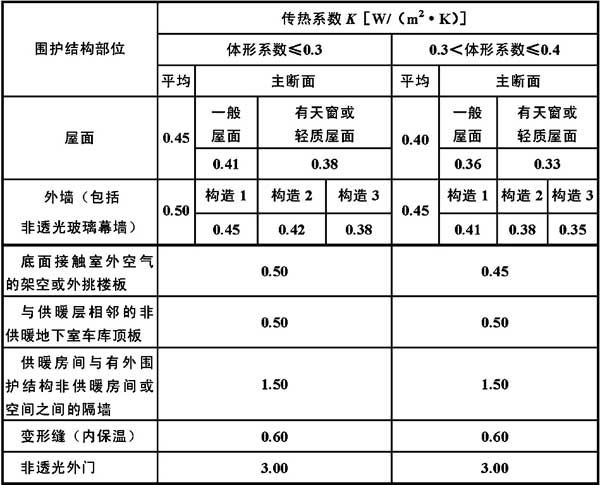 围护结构部位
传热系数 K [W/(m²·K)]
体形系数≤0.3
0.3<体形系数≤0.4
平均
主断面
平均
主断面
屋面
0.45
一般
屋面
有天窗或
轻质屋面
0.40
一般
屋面
有天窗或
轻质屋面
0.41
0.38
0.36
0.33
外墙（包括
非透光玻璃幕墙）
0.50
构造 1
构造 2
构造 3
0.45
构造 1
构造 2
构造 3
0.45
0.42
0.38
0.41
0.38
0.35
底面接触室外空气
的架空或外挑楼板
0.50
0.45
与供暖层相邻的非
供暖地下室车库顶板
0.50
0.50
供暖房间与有外围
护结构非供暖房间或
空间之间的隔墙
1.50
1.50
变形缝（内保温）
0.60
0.60
非透光外门
3.00
3.00